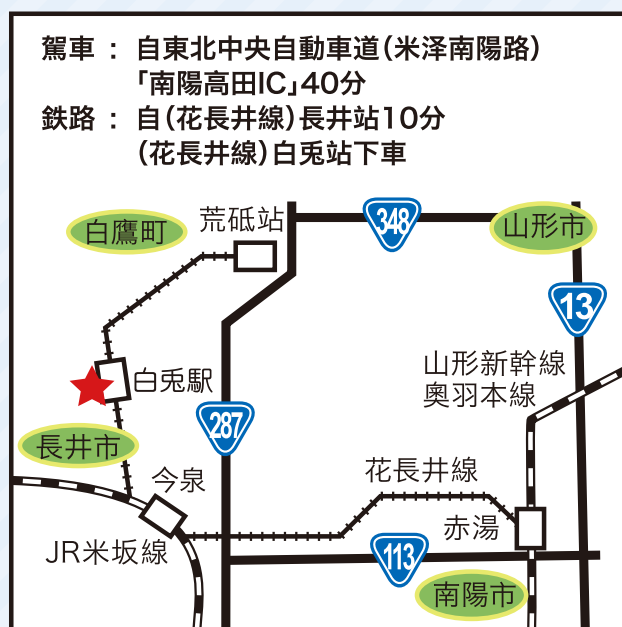 駕車 : 自東北中央自動車道(米泽南陽路)
「南陽高田IC」40分
鉄路 : 自(花長井線)長井站10分
(花長井線)白兎站下車
荒砥站
白鷹町
348
山形市
13
山形新幹線
奥羽本線
白兎駅
287
長井市
今泉
花長井線
赤湯
JR米坂線
113
南陽市